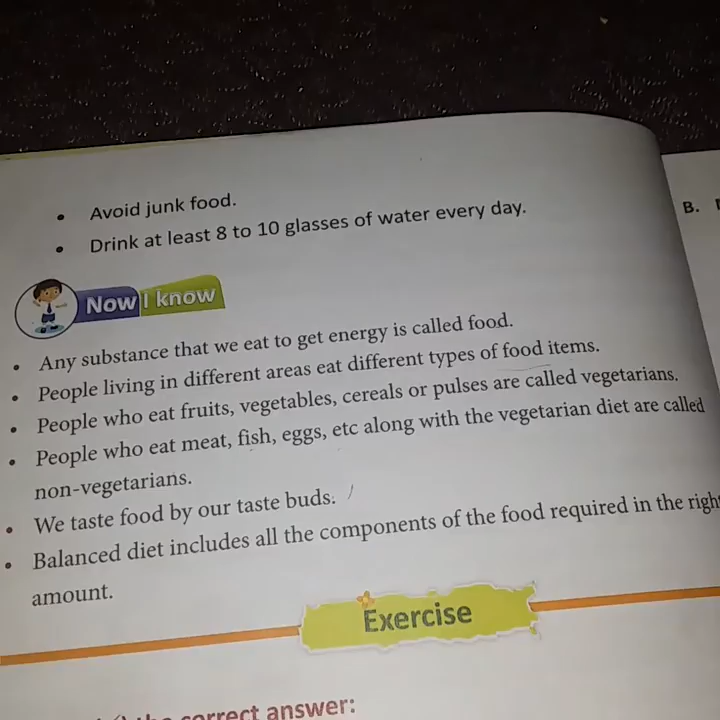 • Avoid junk food.
• Drink at least 8 to 10 glasses of water every day.
B.
Now I know
• Any substance that we eat to get energy is called food.
• People living in different areas eat different types of food items.
• People who eat fruits, vegetables, cereals or pulses are called vegetarians.
• People who eat meat, fish, eggs, etc along with the vegetarian diet are called
non-vegetarians.
• We taste food by our taste buds.
• Balanced diet includes all the components of the food required in the right
amount.
Exercise
the correct answer: